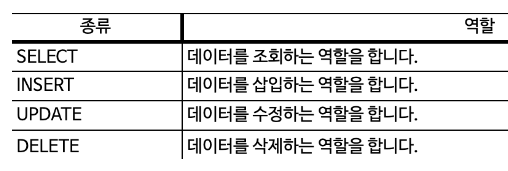 종류 역할
SELECT 데이터를 조회하는 역할을 합니다.
INSERT 데이터를 삽입하는 역할을 합니다.
UPDATE 데이터를 수정하는 역할을 합니다.
DELETE 데이터를 삭제하는 역할을 합니다.